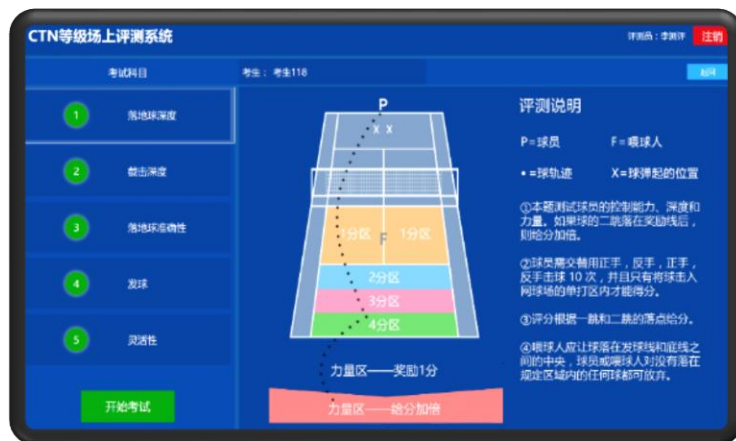 CTN等级场上评测系统
评测员：李测评
注销
考试科目
考生： 考生118
返回
1 落地球深度
2 截击深度
3 落地球准确性
4 发球
5 灵活性
开始考试
P
X X
1分区 F 1分区
2分区
3分区
4分区
力量区——奖励1分
力量区——给分加倍
评测说明
P=球员 F=喂球人
•=球轨迹 X=球弹起的位置
①本题测试球员的控制能力、深度和
力量。如果球的二跳落在奖励线后，
则给分加倍。
②球员需交替用正手，反手，正手，
反手击球 10 次，并且只有将球击入
网球场的单打区内才能得分。
③评分根据一跳和二跳的落点给分。
④喂球人应让球落在发球线和底线之
间的中央，球员或喂球人对没有落在
规定区域内的任何球都可放弃。